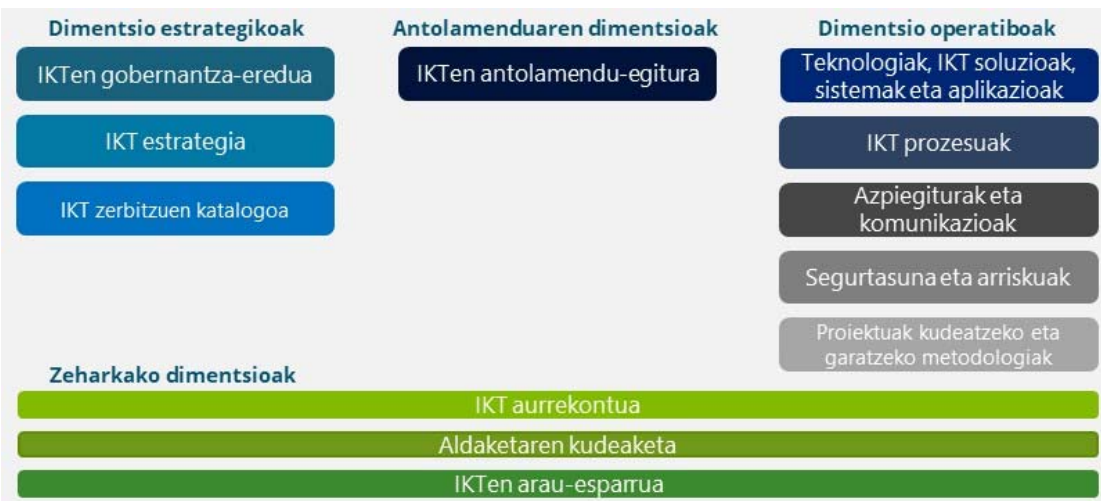 Dimentsio estrategikoak
IKTen gobernantza-eredua
IKT estrategia
IKT zerbitzuen katalogoa
Antolamenduaren dimentsioak
IKTen antolamendu-egitura
Dimentsio operatiboak
Teknologiak, IKT soluzioak,
sistemak eta aplikazioak
IKT prozesuak
Azpiegiturak eta
komunikazioak
Segurtasuna eta arriskuak
Proiektuak kudeatzeko eta
garatzeko metodologiak
Zeharkako dimentsioak
IKT aurrekontua
Aldaketaren kudeaketa
IKTen arau-esparrua